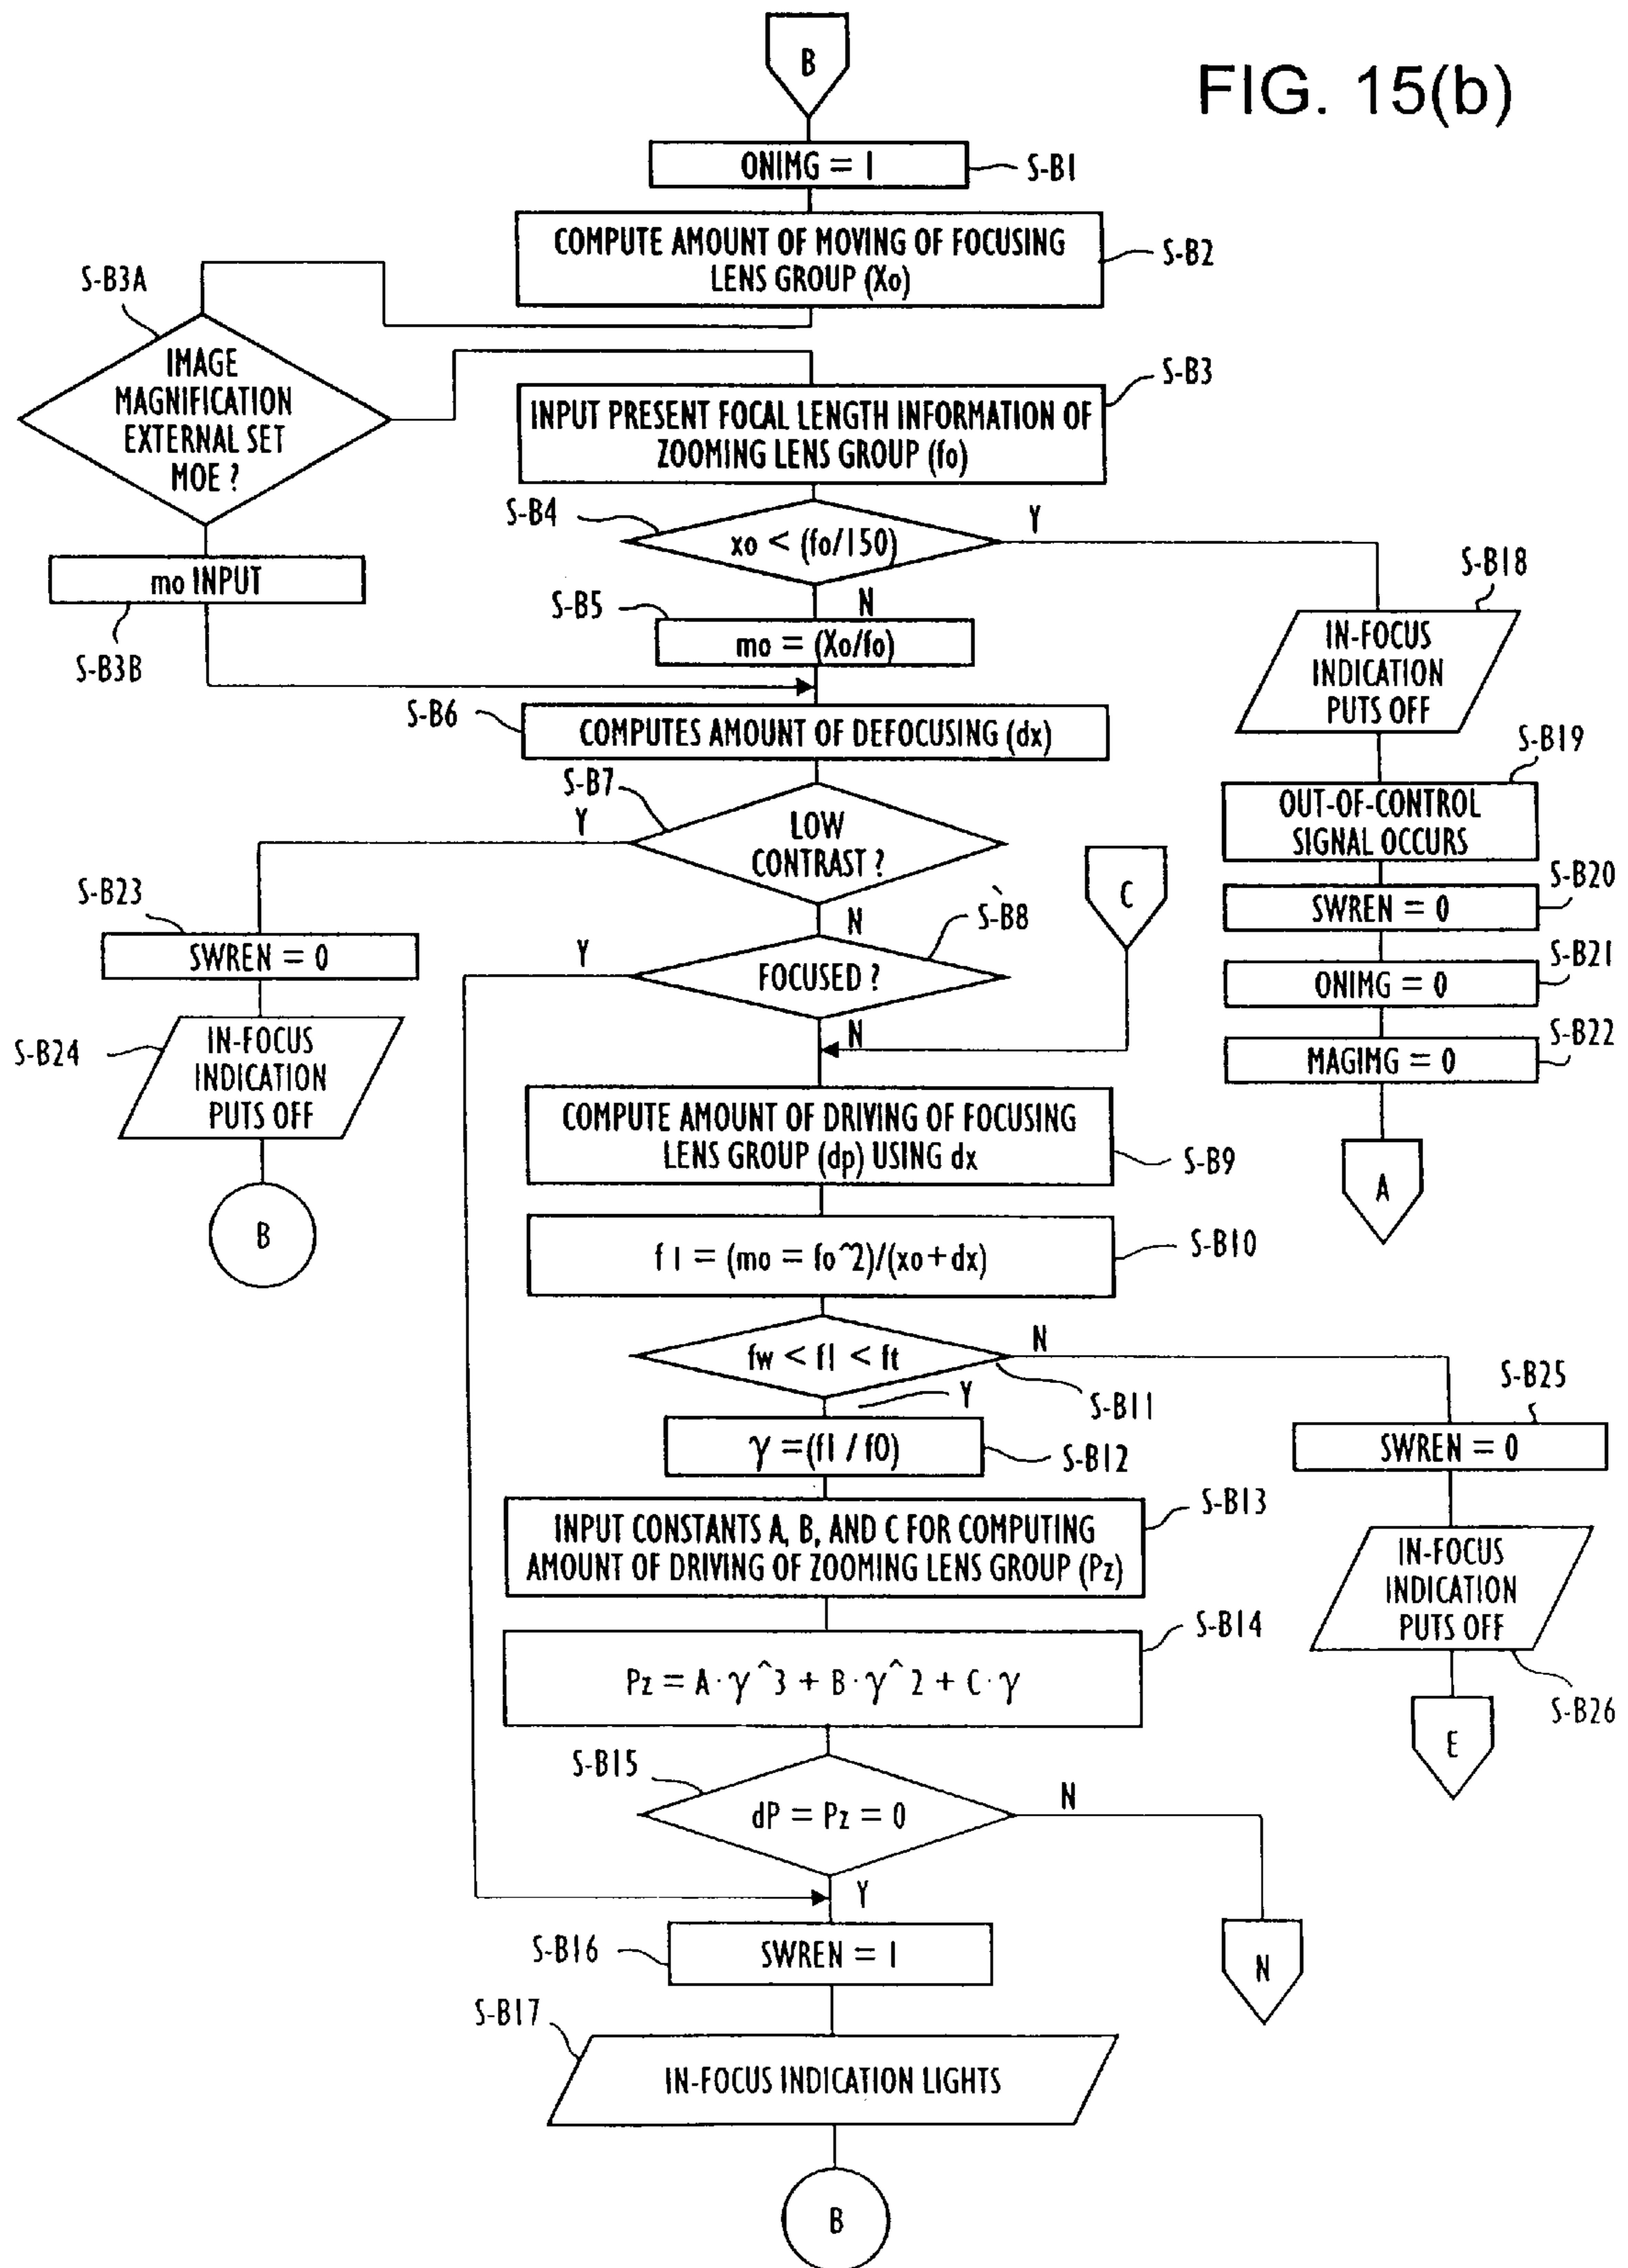 B
FIG. 15(b)
ONIMG = 1
S-B1
COMPUTE AMOUNT OF MOVING OF FOCUSING
LENS GROUP (Xo)
S-B2
S-B3A
IMAGE
MAGNIFICATION
EXTERNAL SET
MOE ?
S-B3
INPUT PRESENT FOCAL LENGTH INFORMATION OF
ZOOMING LENS GROUP (fo)
S-B4
xo < (fo/150)
Y
N
mo INPUT
S-B3B
S-B5
mo = (Xo/fo)
S-B18
IN-FOCUS
INDICATION
PUTS OFF
S-B6
COMPUTES AMOUNT OF DEFOCUSING (dx)
S-B19
OUT-OF-CONTROL
SIGNAL OCCURS
S-B7
LOW
CONTRAST ?
Y
N
C
S-B20
SWREN = 0
S-B23
SWREN = 0
S-B8
FOCUSED ?
Y
N
S-B21
ONIMG = 0
S-B24
IN-FOCUS
INDICATION
PUTS OFF
S-B22
MAGIMG = 0
COMPUTE AMOUNT OF DRIVING OF FOCUSING
LENS GROUP (dp) USING dx
S-B9
A
B
f1 = (mo = fo^2)/(xo+dx)
S-B10
fw < f1 < ft
N
S-B11
Y
S-B25
SWREN = 0
γ =(f1 / f0)
S-B12
S-B13
INPUT CONSTANTS A, B, AND C FOR COMPUTING
AMOUNT OF DRIVING OF ZOOMING LENS GROUP (Pz)
IN-FOCUS
INDICATION
PUTS OFF
S-B14
Pz = A·γ^3 + B·γ^2 + C·γ
S-B26
E
S-B15
dP = Pz = 0
N
Y
S-B16
SWREN = 1
N
S-B17
IN-FOCUS INDICATION LIGHTS
B